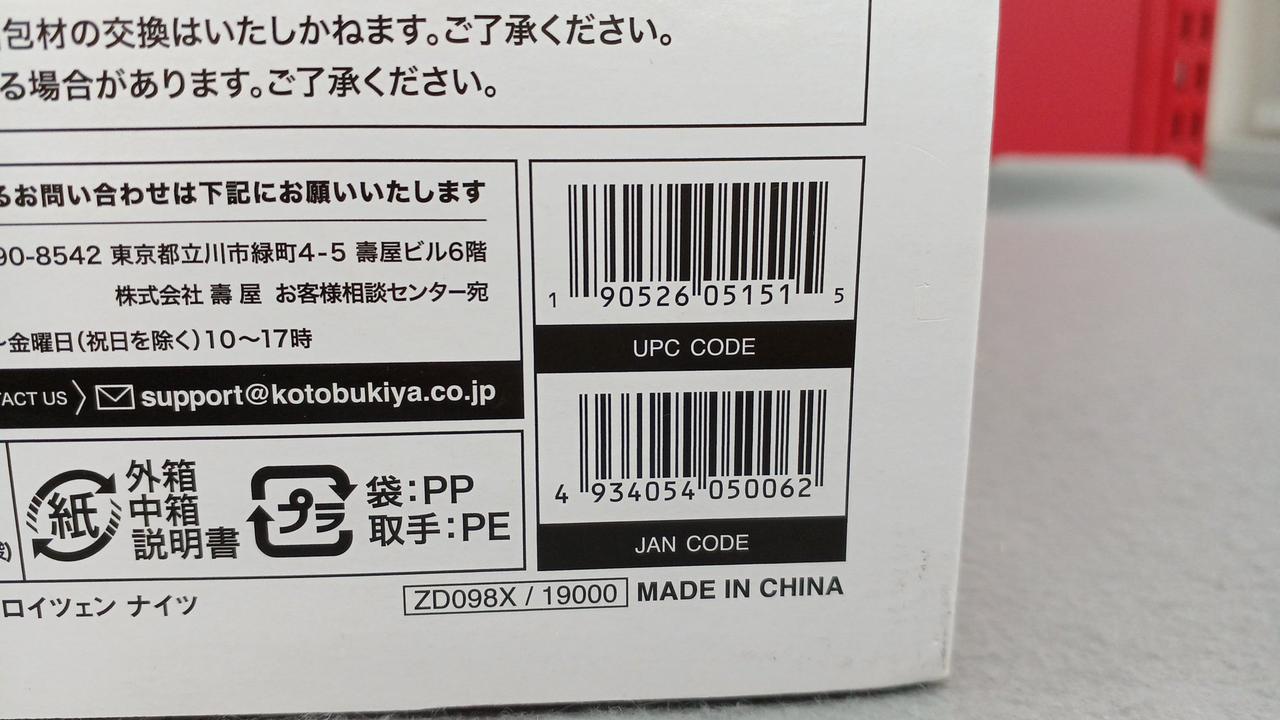 包材の交換はいたしかねます。ご了承ください。
る場合があります。ご了承ください。
るお問い合わせは下記にお願いいたします
90-8542 東京都立川市緑町4-5 壽屋ビル6階
株式会社 壽 屋 お客様相談センター宛
～金曜日(祝日を除く)10～17時
TACT US
support@kotobukiya.co.jp
紙
外箱
中箱
説明書
プラ
袋:PP
取手:PE
1 90526 05151 5
UPC CODE
4 934054 050062
JAN CODE
ロイツェン ナイツ
ZD098X / 19000 MADE IN CHINA